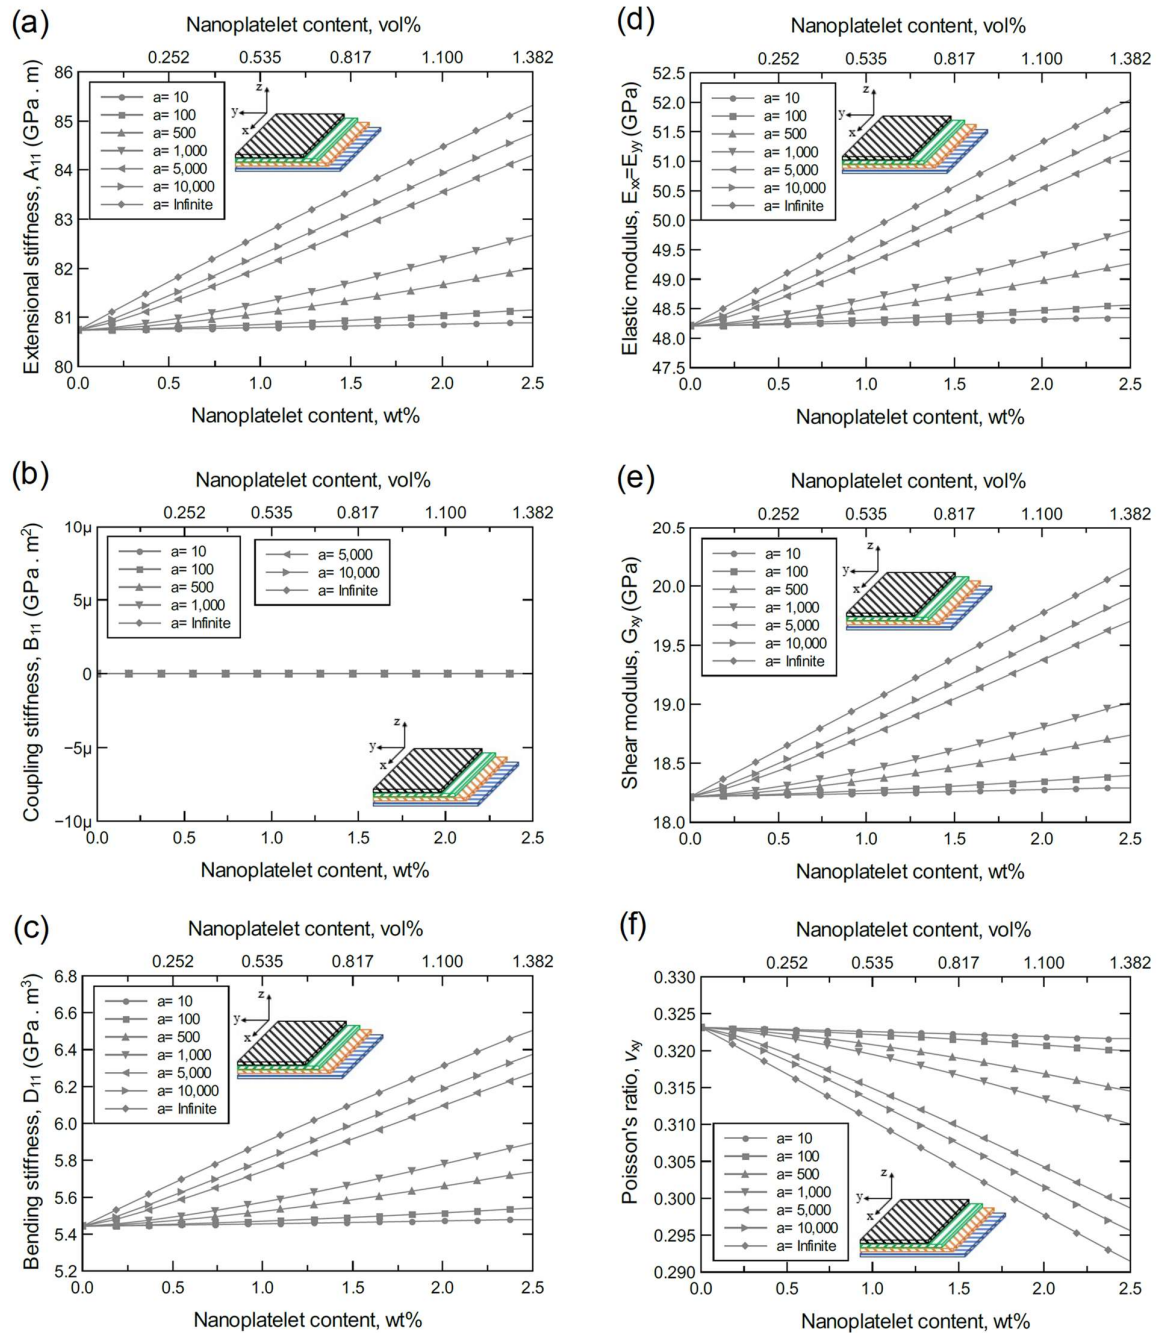 (a)
Nanoplatelet content, vol%
0.252 0.535 0.817 1.100 1.382
Extensional stiffness, A₁₁ (GPa . m)
86
85
84
83
82
81
80
a= 10
a= 100
a= 500
a= 1,000
a= 5,000
a= 10,000
a= Infinite
z
y
x
0.0 0.5 1.0 1.5 2.0 2.5
Nanoplatelet content, wt%
(b)
Nanoplatelet content, vol%
0.252 0.535 0.817 1.100 1.382
Coupling stiffness, B₁₁ (GPa . m²)
10µ
5µ
0
−5µ
−10µ
a= 10
a= 100
a= 500
a= 1,000
a= Infinite
a= 5,000
a= 10,000
a= Infinite
z
y
x
0.0 0.5 1.0 1.5 2.0 2.5
Nanoplatelet content, wt%
(c)
Nanoplatelet content, vol%
0.252 0.535 0.817 1.100 1.382
Bending stiffness, D₁₁ (GPa . m³)
6.8
6.6
6.4
6.2
6.0
5.8
5.6
5.4
5.2
a= 10
a= 100
a= 500
a= 1,000
a= 5,000
a= 10,000
a= Infinite
z
y
x
0.0 0.5 1.0 1.5 2.0 2.5
Nanoplatelet content, wt%
(d)
Nanoplatelet content, vol%
0.252 0.535 0.817 1.100 1.382
Elastic modulus, Exx=Eyy (GPa)
52.5
52.0
51.5
51.0
50.5
50.0
49.5
49.0
48.5
48.0
47.5
a= 10
a= 100
a= 500
a= 1,000
a= 5,000
a= 10,000
a= Infinite
z
y
x
0.0 0.5 1.0 1.5 2.0 2.5
Nanoplatelet content, wt%
(e)
Nanoplatelet content, vol%
0.252 0.535 0.817 1.100 1.382
Shear modulus, Gxy (GPa)
20.5
20.0
19.5
19.0
18.5
18.0
a= 10
a= 100
a= 500
a= 1,000
a= 5,000
a= 10,000
a= Infinite
z
y
x
0.0 0.5 1.0 1.5 2.0 2.5
Nanoplatelet content, wt%
(f)
Nanoplatelet content, vol%
0.252 0.535 0.817 1.100 1.382
Poisson's ratio, vxy
0.330
0.325
0.320
0.315
0.310
0.305
0.300
0.295
0.290
a= 10
a= 100
a= 500
a= 1,000
a= 5,000
a= 10,000
a= Infinite
z
y
x
0.0 0.5 1.0 1.5 2.0 2.5
Nanoplatelet content, wt%